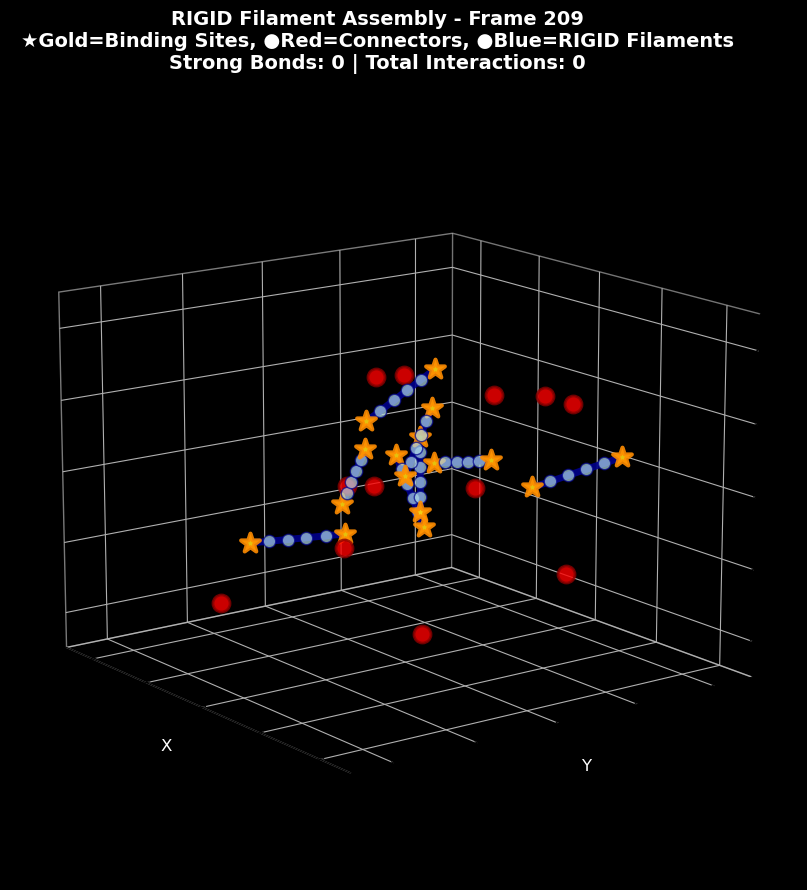 RIGID Filament Assembly - Frame 209
★Gold=Binding Sites, ●Red=Connectors, ●Blue=RIGID Filaments
Strong Bonds: 0 | Total Interactions: 0
X
Y